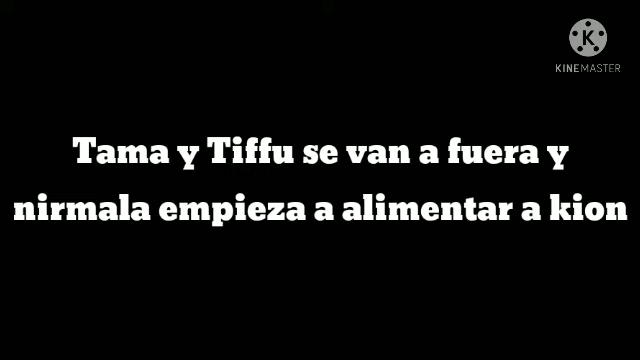 KINEMASTER
Tama y Tiffu se van a fuera y
nirmala empieza a alimentar a kion